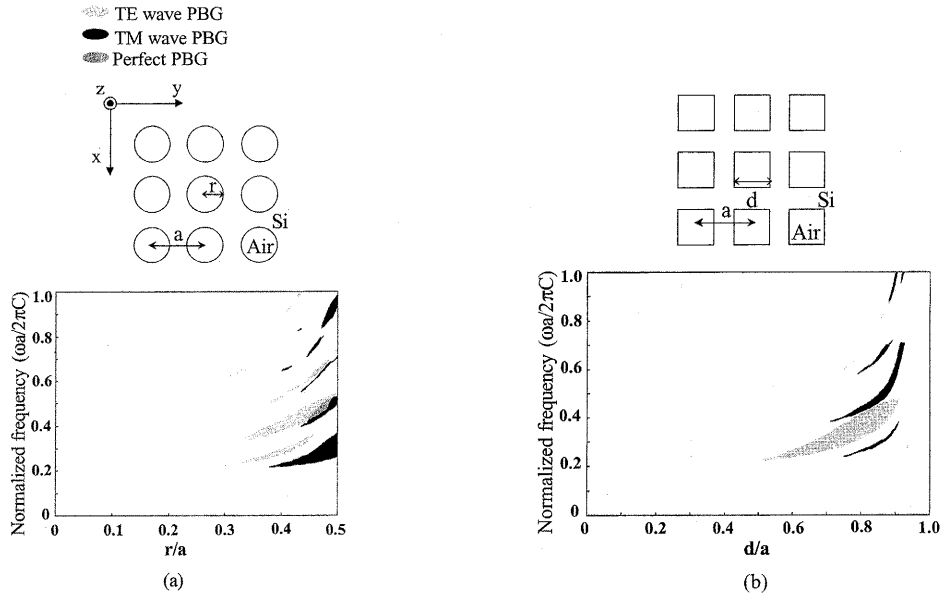 TE wave PBG
TM wave PBG
Perfect PBG
z
y
x
r
a
Si
Air
Normalized frequency (ωa/2πC)
1.0
0.8
0.6
0.4
0.2
0
0
0.1
0.2
0.3
0.4
0.5
r/a
(a)
d
a
Si
Air
Normalized frequency (ωa/2πC)
1.0
0.8
0.6
0.4
0.2
0
0
0.2
0.4
0.6
0.8
1.0
d/a
(b)